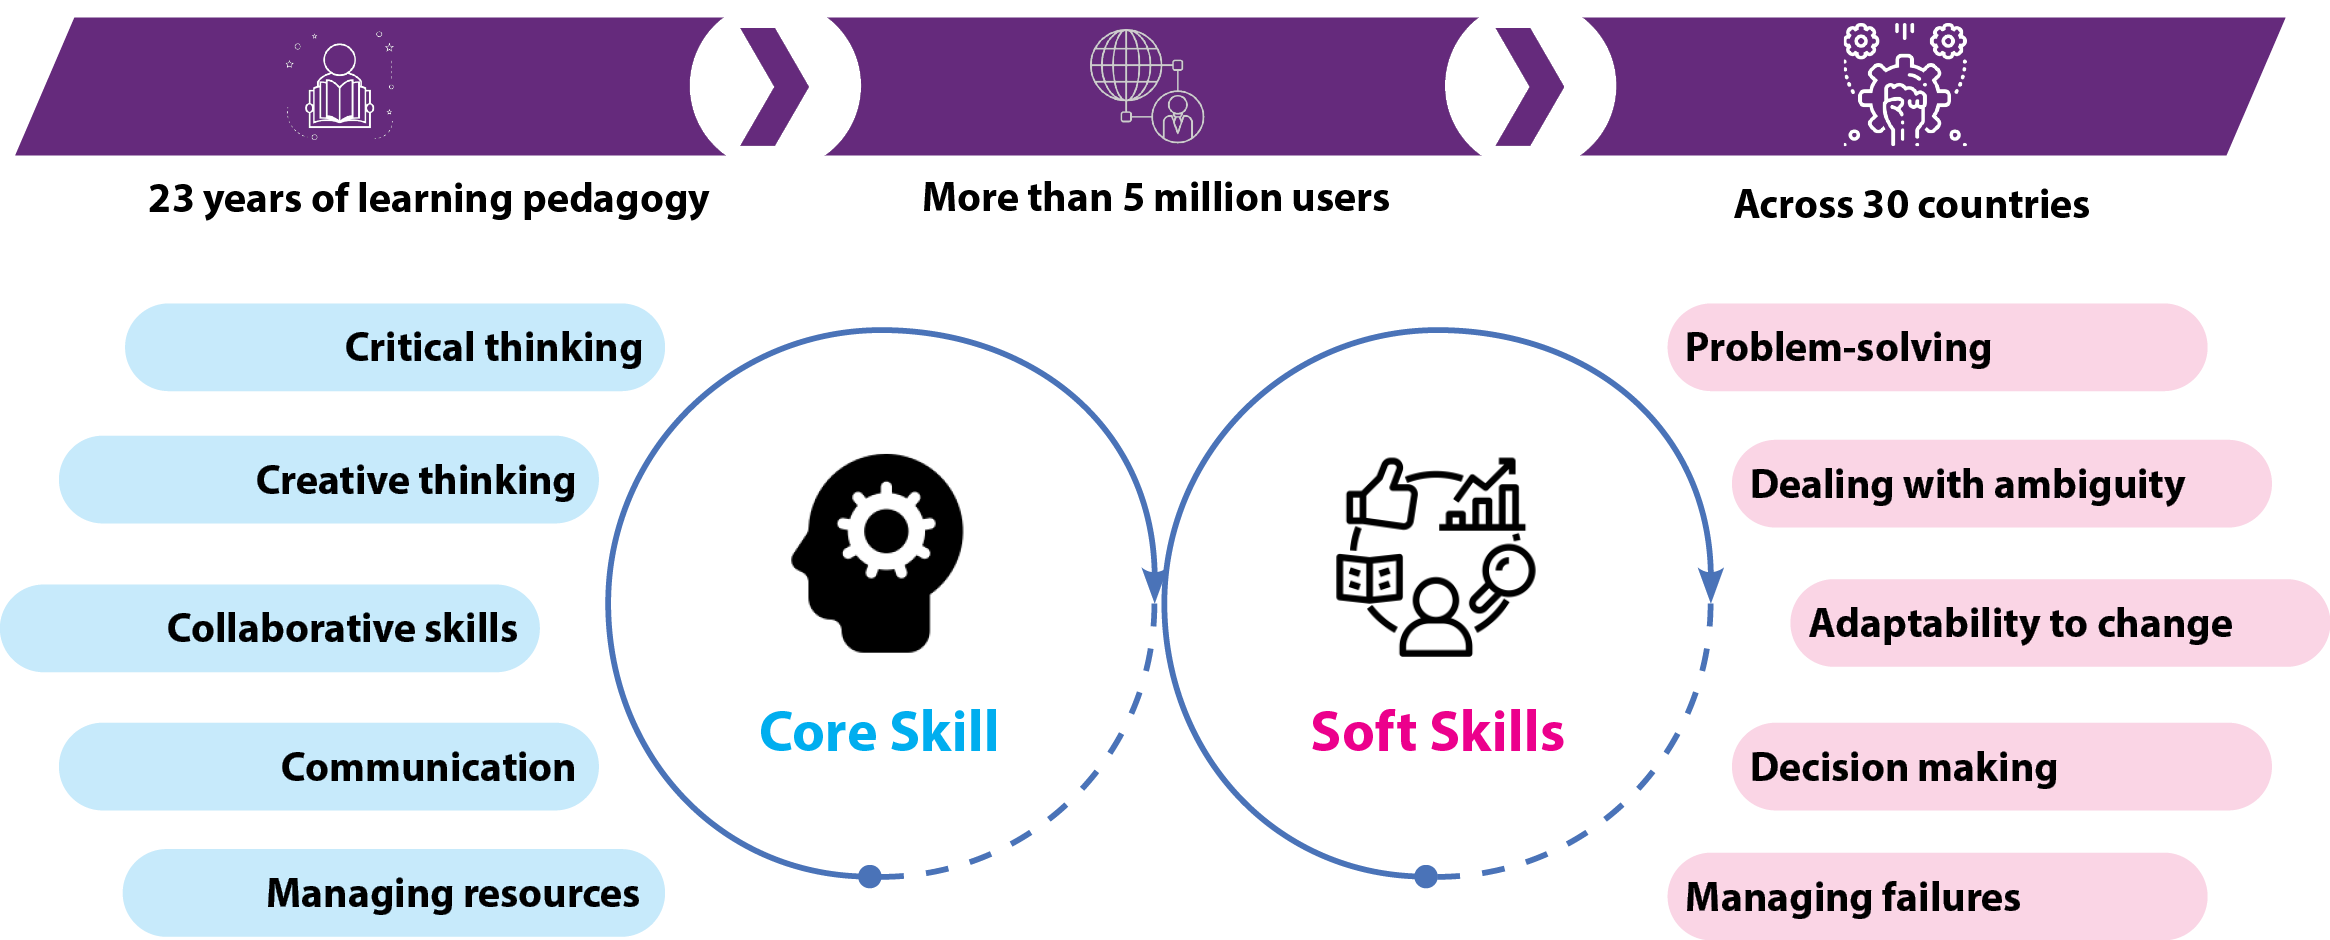 23 years of learning pedagogy
More than 5 million users
Across 30 countries
Critical thinking
Creative thinking
Collaborative skills
Communication
Managing resources
Core Skill
Soft Skills
Problem-solving
Dealing with ambiguity
Adaptability to change
Decision making
Managing failures